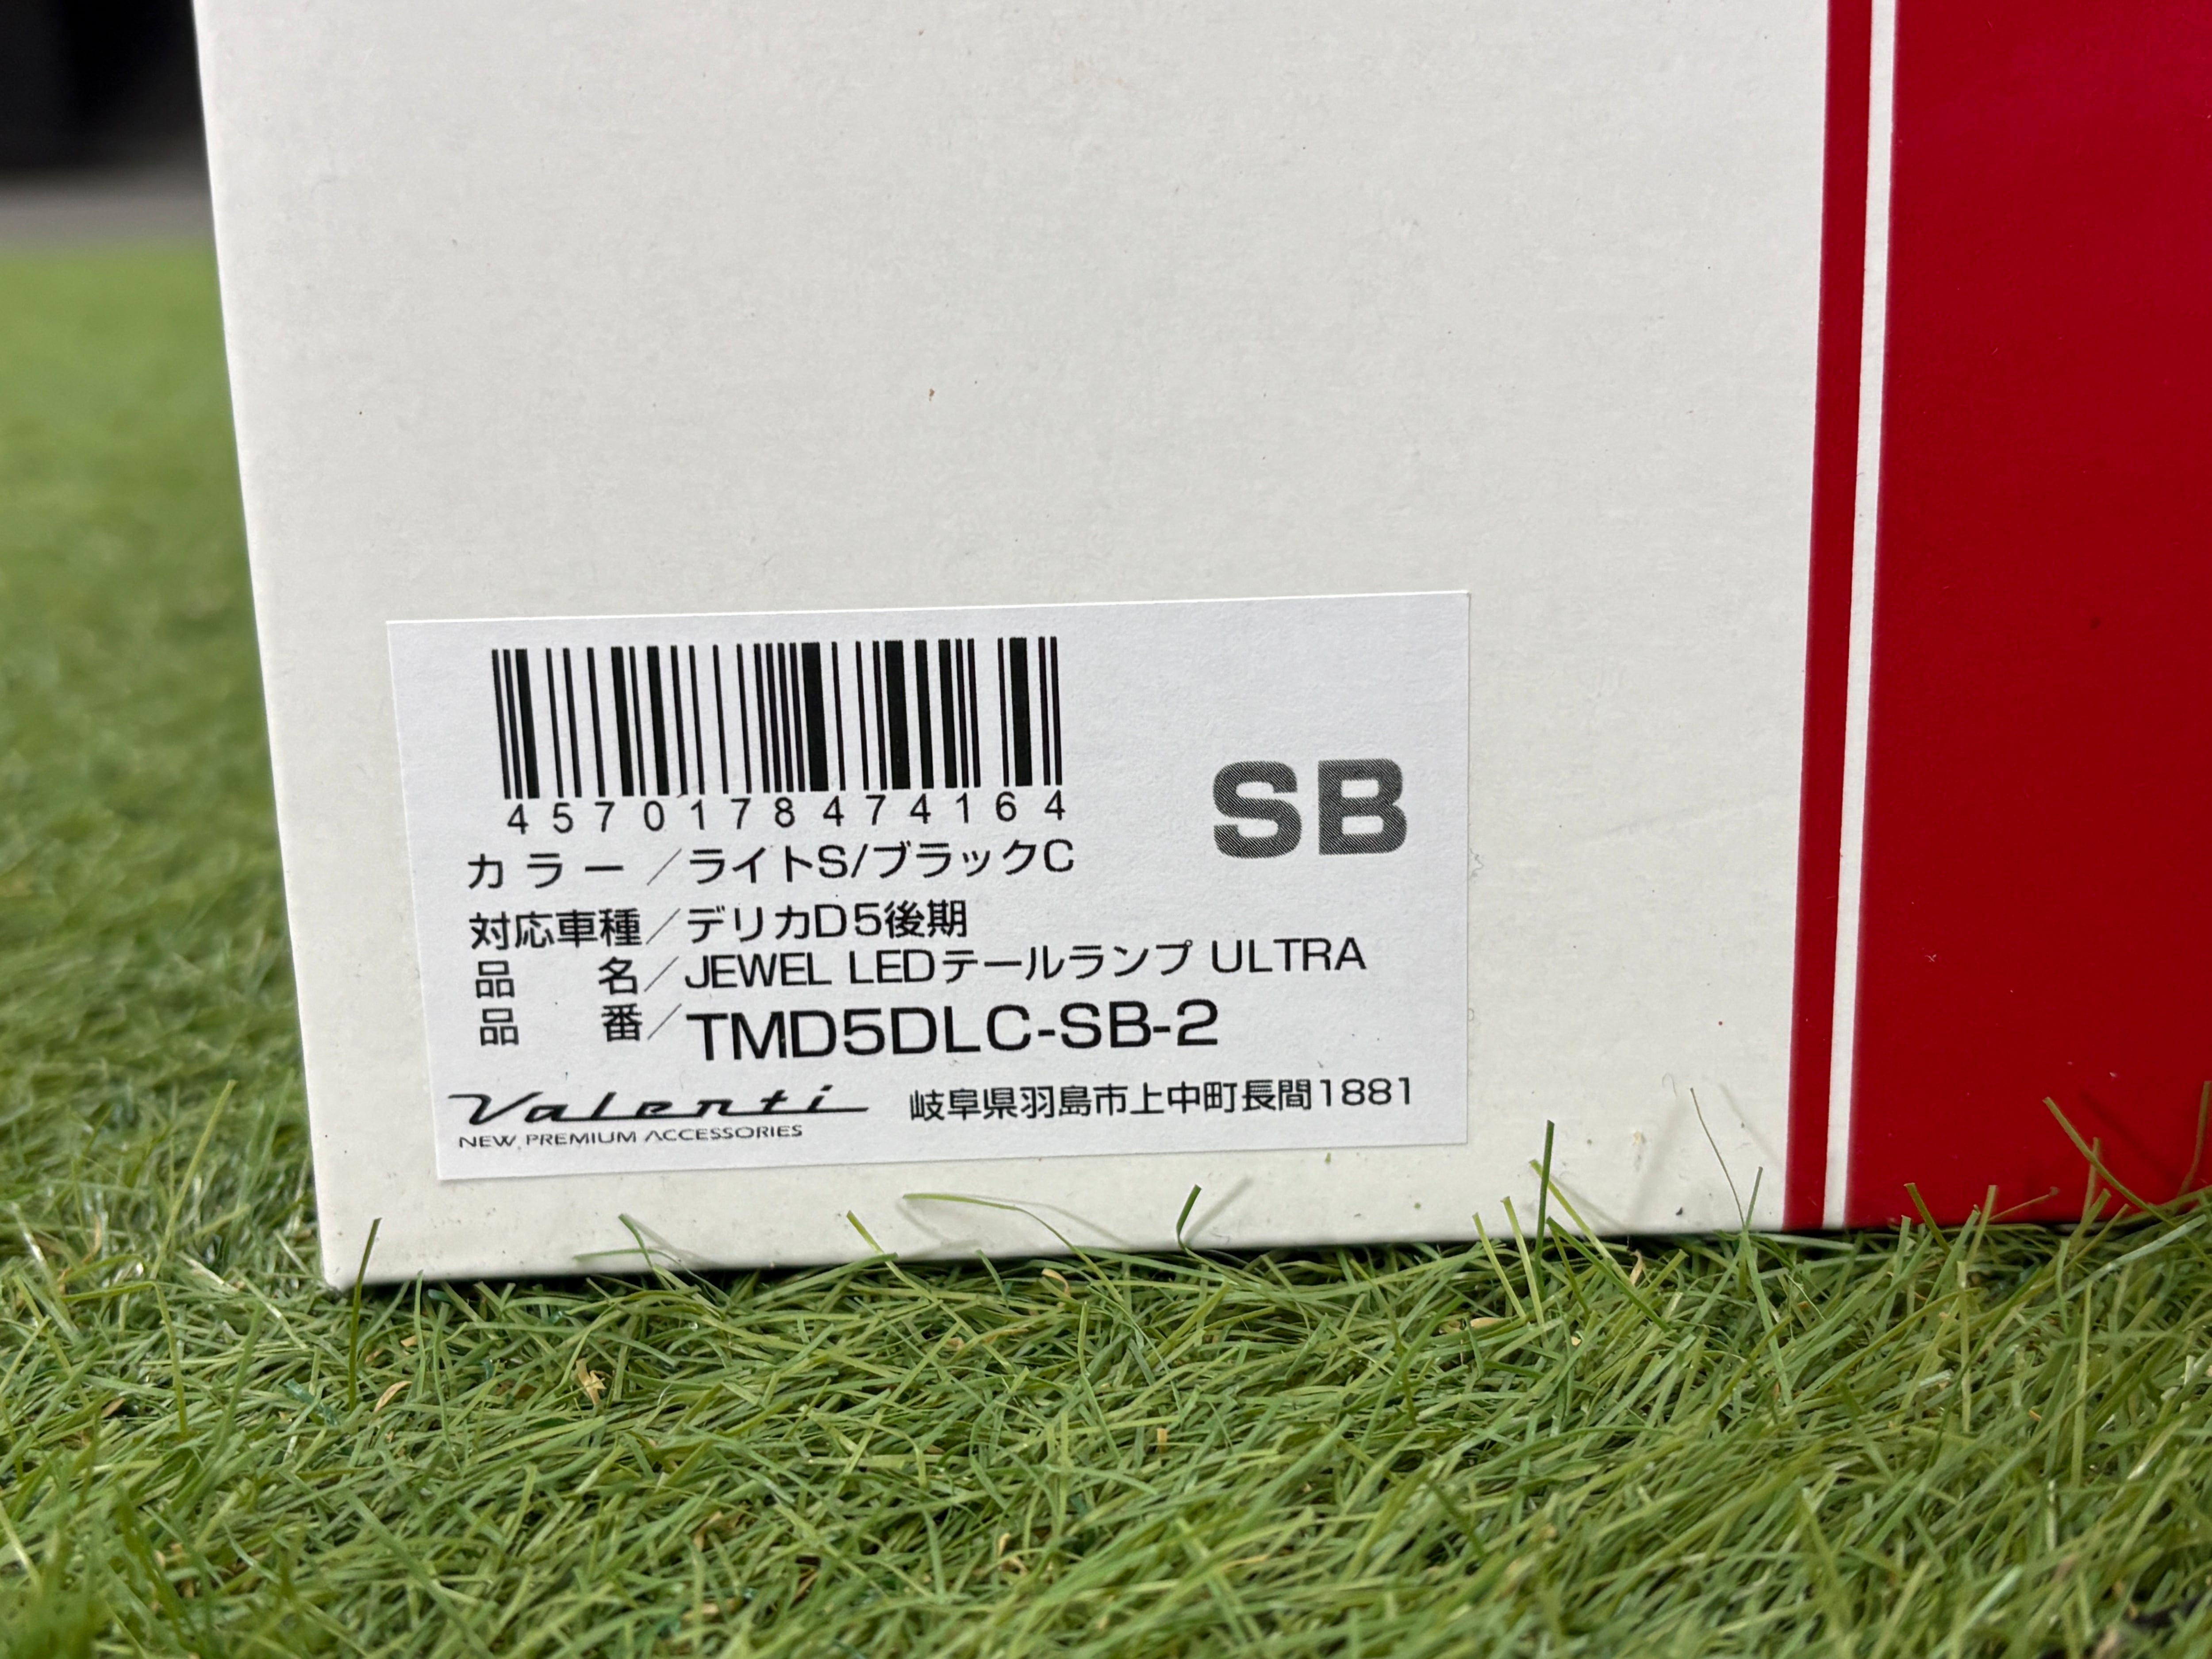 4570178474164
SB
カラー／ライトS/ブラックC
対応車種／デリカD5後期
品　名／JEWEL LEDテールランプ ULTRA
品　番／TMD5DLC-SB-2
Valenti 岐阜県羽島市上中町長間1881
NEW PREMIUM ACCESSORIES